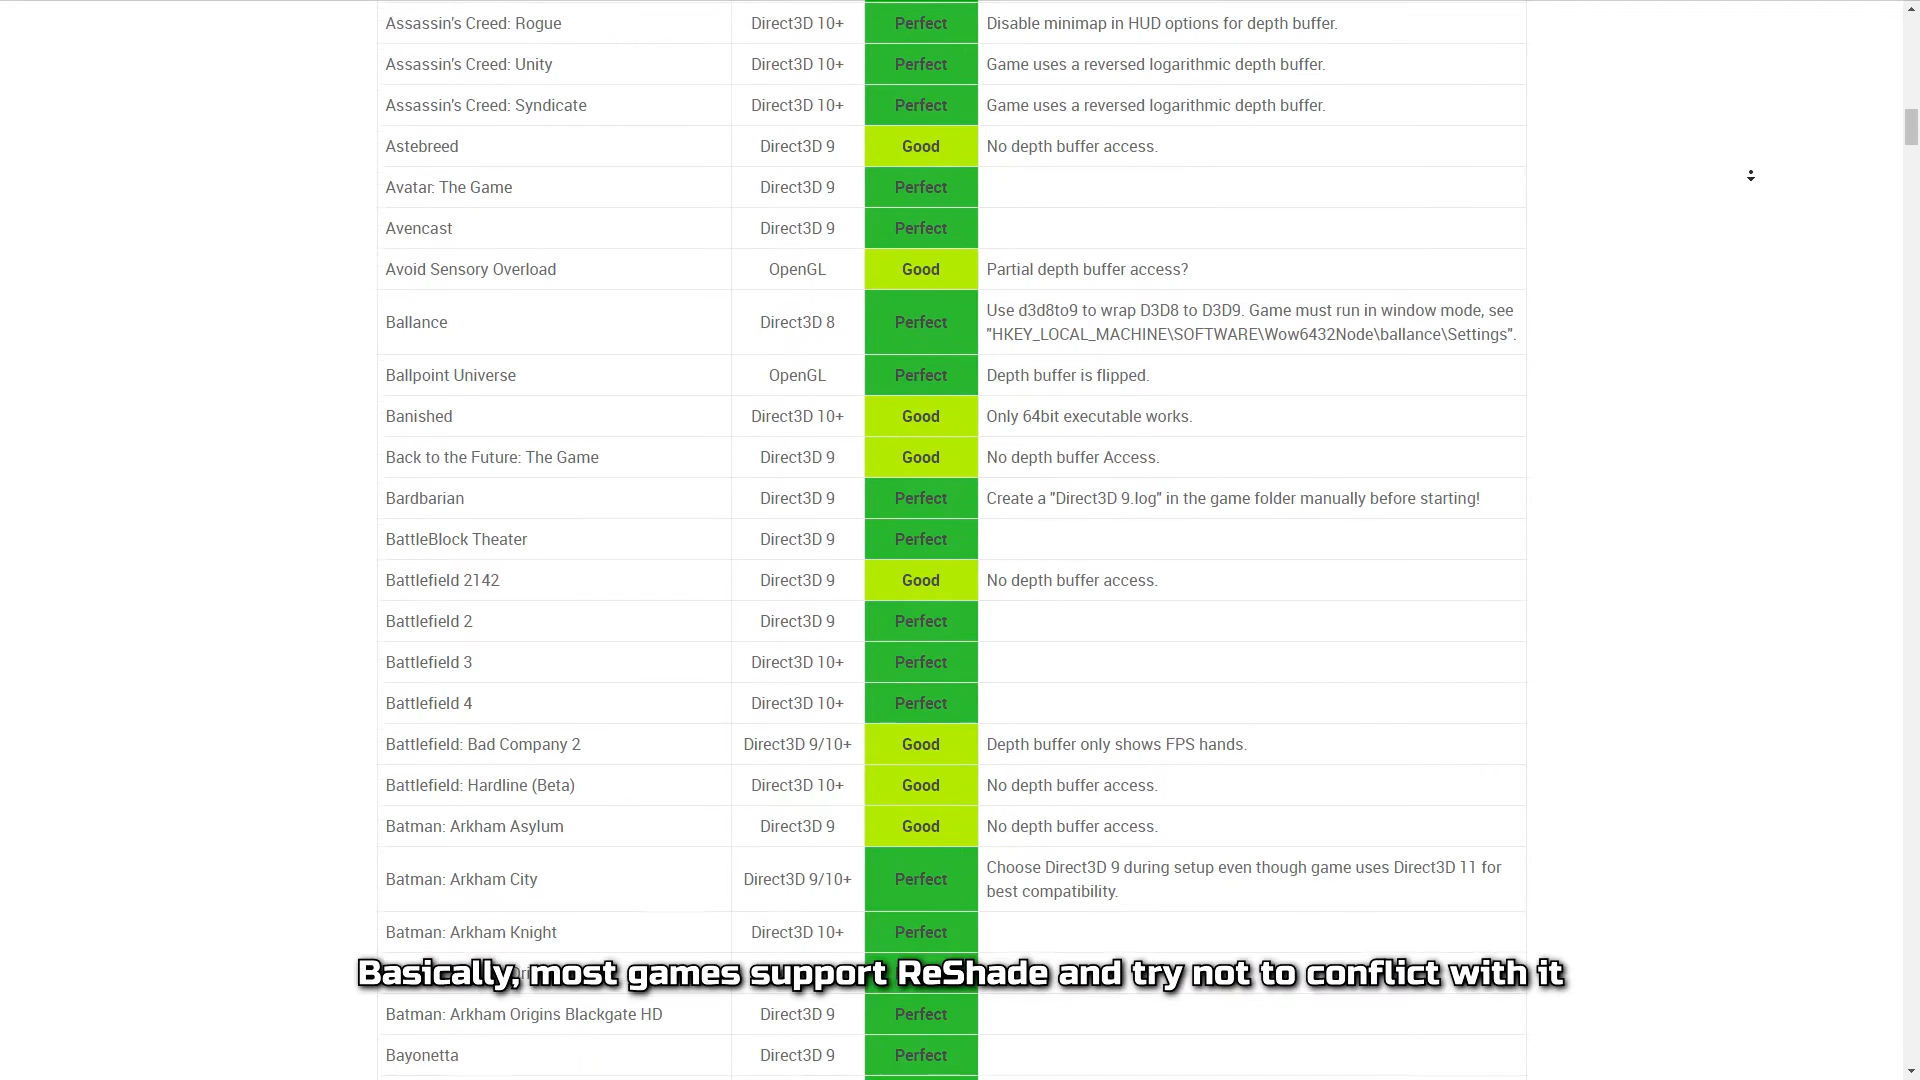 Assassin's Creed: Rogue Direct3D 10+ Perfect Disable minimap in HUD options for depth buffer.
Assassin's Creed: Unity Direct3D 10+ Perfect Game uses a reversed logarithmic depth buffer.
Assassin's Creed: Syndicate Direct3D 10+ Perfect Game uses a reversed logarithmic depth buffer.
Astebreed Direct3D 9 Good No depth buffer access.
Avatar: The Game Direct3D 9 Perfect
Avencast Direct3D 9 Perfect
Avoid Sensory Overload OpenGL Good Partial depth buffer access?
Ballance Direct3D 8 Perfect Use d3d8to9 to wrap D3D8 to D3D9. Game must run in window mode, see
"HKEY_LOCAL_MACHINE\SOFTWARE\Wow6432Node\ballance\Settings".
Ballpoint Universe OpenGL Perfect Depth buffer is flipped.
Banished Direct3D 10+ Good Only 64bit executable works.
Back to the Future: The Game Direct3D 9 Good No depth buffer Access.
Bardbarian Direct3D 9 Perfect Create a "Direct3D 9.log" in the game folder manually before starting!
BattleBlock Theater Direct3D 9 Perfect
Battlefield 2142 Direct3D 9 Good No depth buffer access.
Battlefield 2 Direct3D 9 Perfect
Battlefield 3 Direct3D 10+ Perfect
Battlefield 4 Direct3D 10+ Perfect
Battlefield: Bad Company 2 Direct3D 9/10+ Good Depth buffer only shows FPS hands.
Battlefield: Hardline (Beta) Direct3D 10+ Good No depth buffer access.
Batman: Arkham Asylum Direct3D 9 Good No depth buffer access.
Batman: Arkham City Direct3D 9/10+ Perfect Choose Direct3D 9 during setup even though game uses Direct3D 11 for
best compatibility.
Batman: Arkham Knight Direct3D 10+ Perfect
Basically, most games support ReShade and try not to conflict with it
Batman: Arkham Origins Blackgate HD Direct3D 9 Perfect
Bayonetta Direct3D 9 Perfect